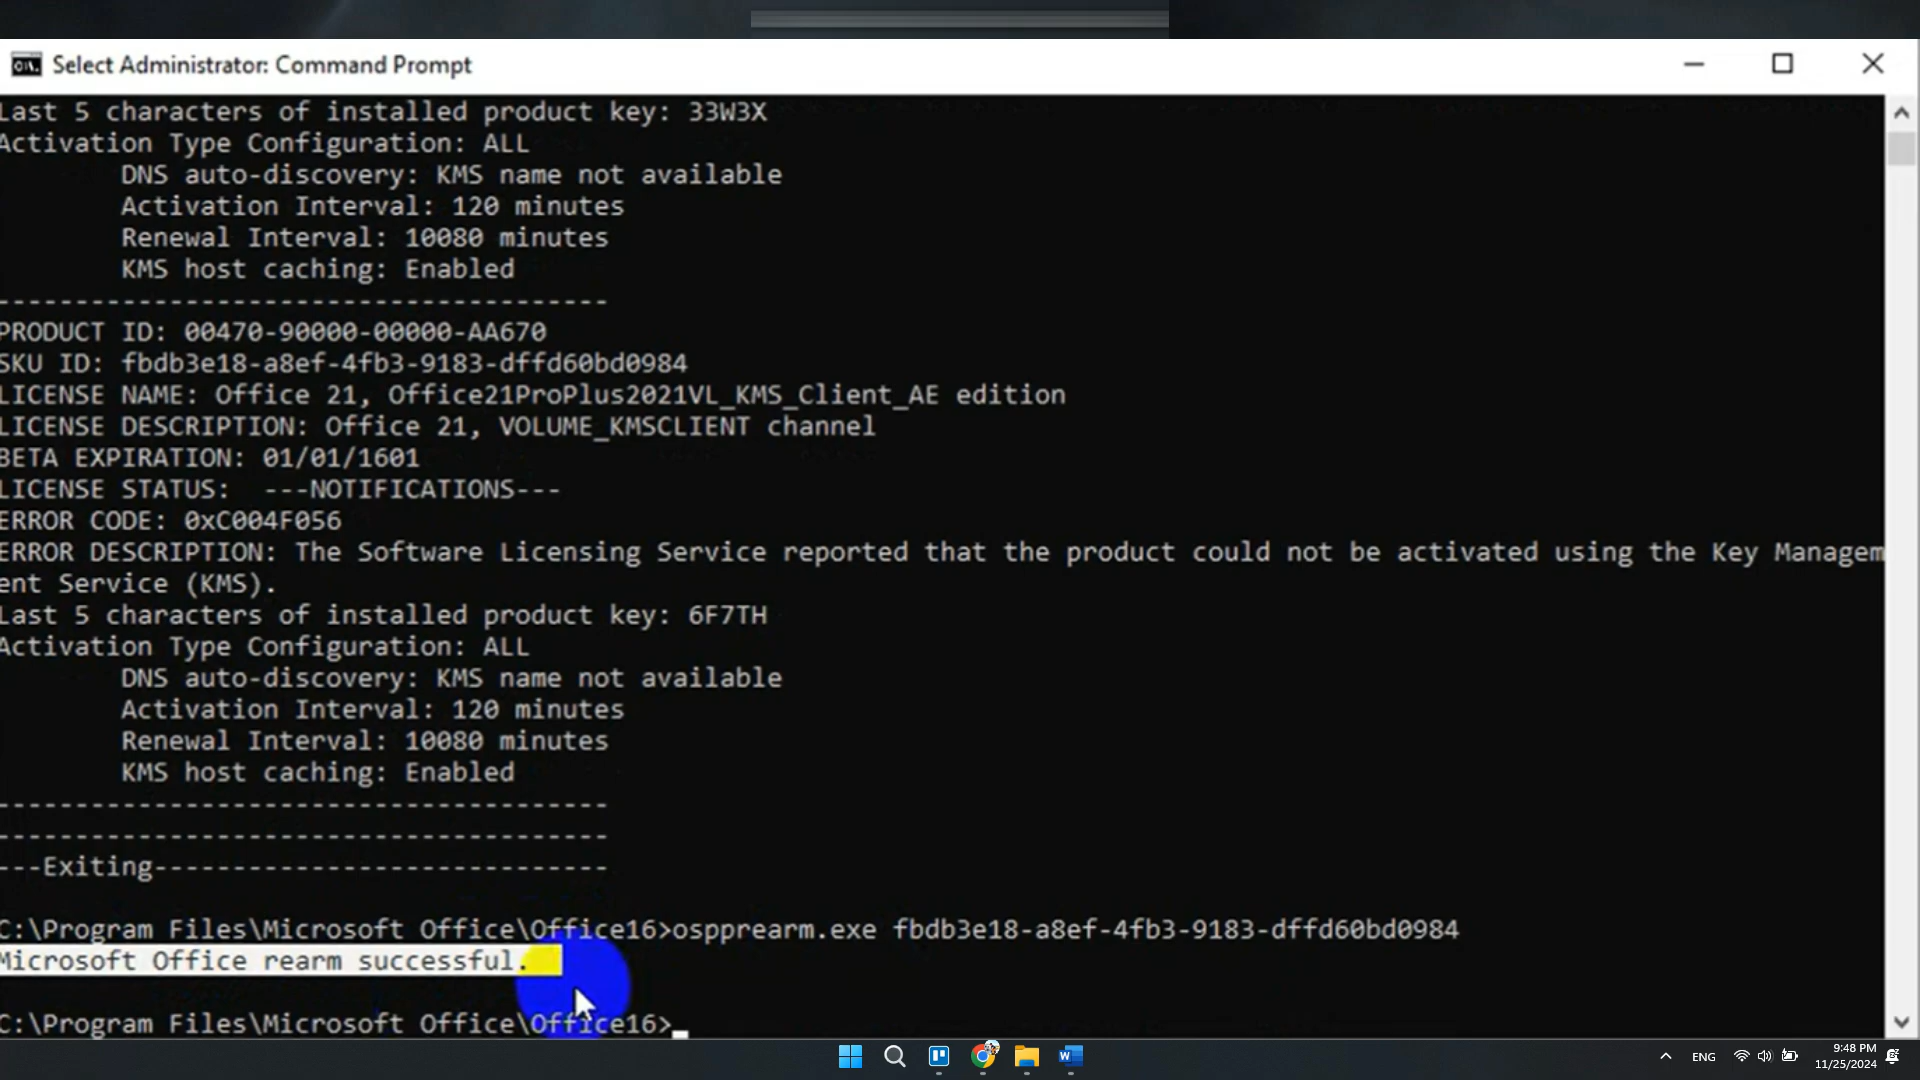 Select Administrator: Command Prompt
Last 5 characters of installed product key: 33W3X
Activation Type Configuration: ALL
DNS auto-discovery: KMS name not available
Activation Interval: 120 minutes
Renewal Interval: 10080 minutes
KMS host caching: Enabled
---------------------------------------
PRODUCT ID: 00470-90000-00000-AA670
SKU ID: fbdb3e18-a8ef-4fb3-9183-dffd60bd0984
LICENSE NAME: Office 21, Office21ProPlus2021VL_KMS_Client_AE edition
LICENSE DESCRIPTION: Office 21, VOLUME_KMSCLIENT channel
BETA EXPIRATION: 01/01/1601
LICENSE STATUS:  ---NOTIFICATIONS---
ERROR CODE: 0xC004F056
ERROR DESCRIPTION: The Software Licensing Service reported that the product could not be activated using the Key Managem
ent Service (KMS).
Last 5 characters of installed product key: 6F7TH
Activation Type Configuration: ALL
DNS auto-discovery: KMS name not available
Activation Interval: 120 minutes
Renewal Interval: 10080 minutes
KMS host caching: Enabled
---------------------------------------
---------------------------------------
---Exiting-----------------------------
C:\Program Files\Microsoft Office\Office16>ospprearm.exe fbdb3e18-a8ef-4fb3-9183-dffd60bd0984
Microsoft Office rearm successful.
C:\Program Files\Microsoft Office\Office16>
ENG
9:48 PM
11/25/2024